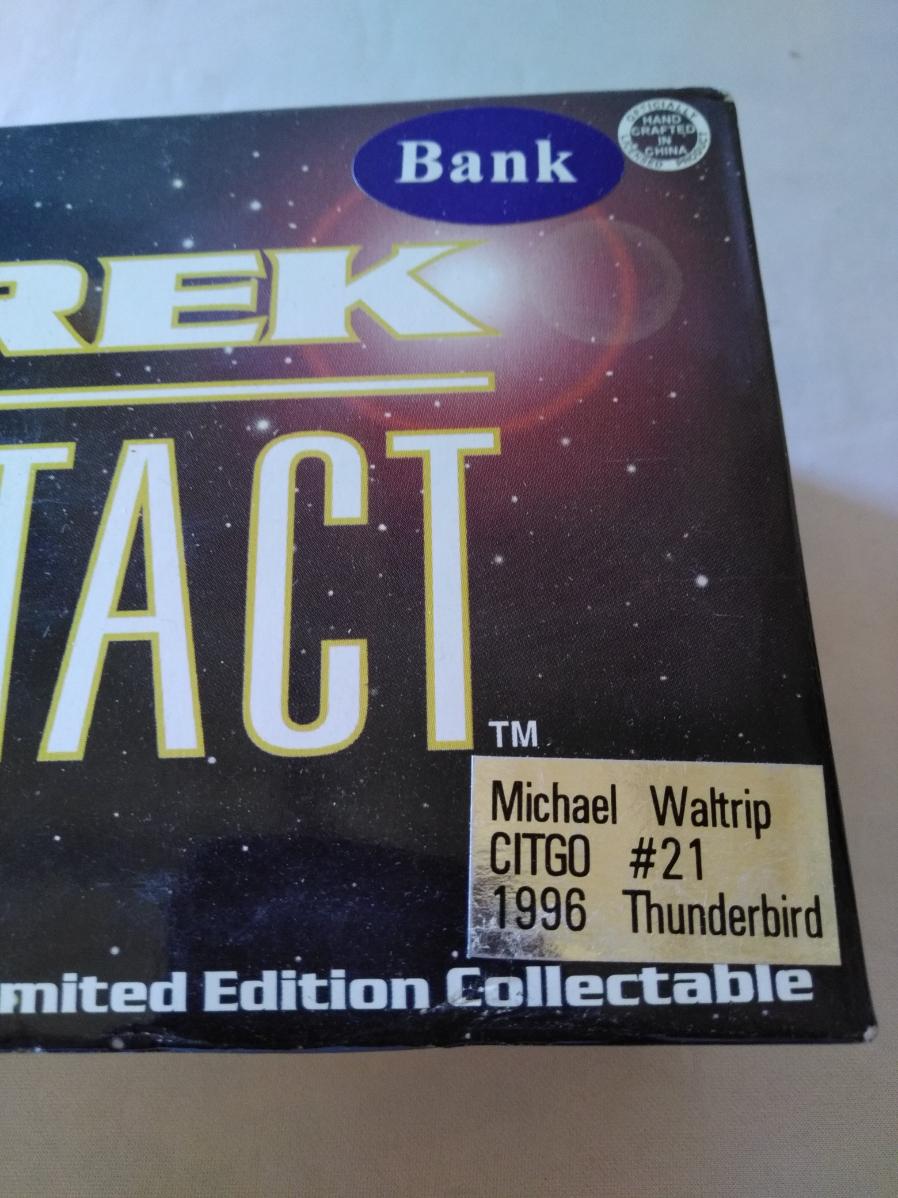 Bank
OFFICIALLY LICENSED PRODUCT
HAND
CRAFTED
IN
CHINA
REK
TACT
TM
Michael Waltrip
CITGO #21
1996 Thunderbird
mited Edition Collectable